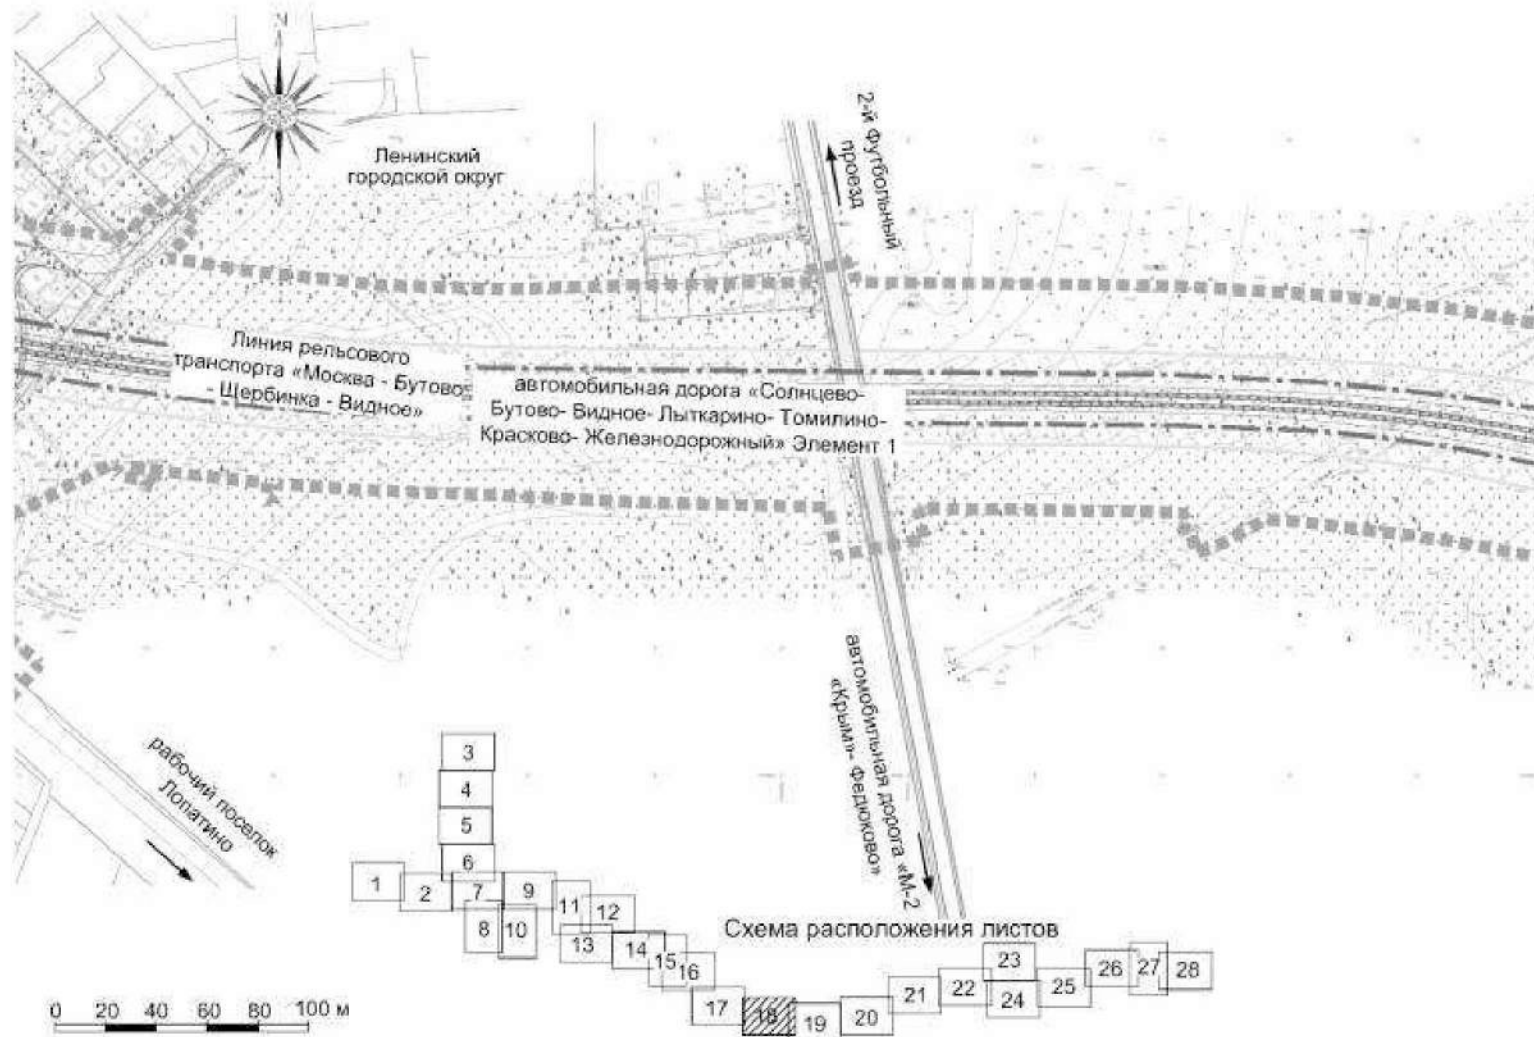 Ленинский
городской округ
2-й Футбольный
проезд
Линия рельсового
транспорта «Москва - Бутово
- Щербинка - Видное»
автомобильная дорога «Солнцево-
Бутово- Видное- Лыткарино- Томилино-
Красково- Железнодорожный» Элемент 1
автомобильная дорога «М-2
«Крым»- Федюково»
рабочий поселок
Лопатино
Схема расположения листов
3
4
5
6
1
2
7
9
8
10
11
12
13
14
15
16
17
18
19
20
21
22
23
24
25
26
27
28
0 20 40 60 80 100 м